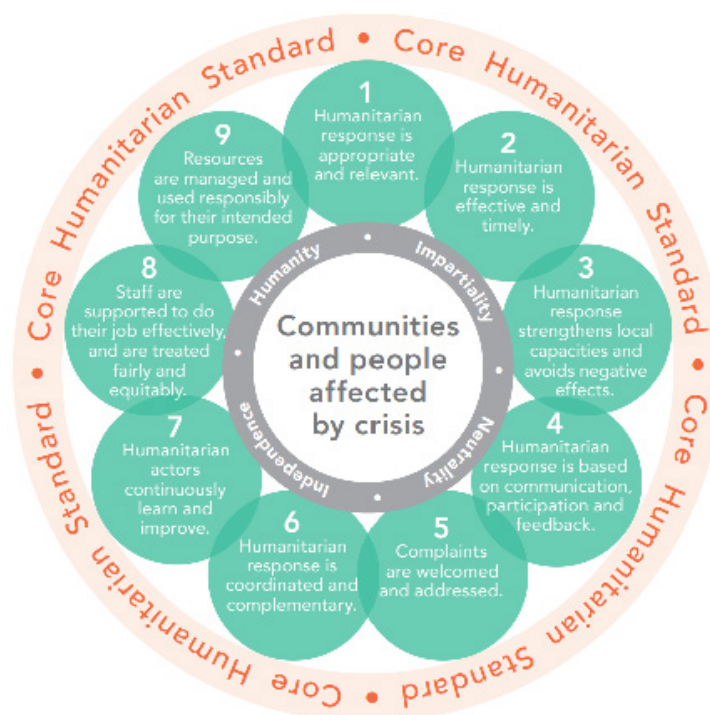 Core Humanitarian Standard • Core Humanitarian Standard • Core Humanitarian Standard • Core Humanitarian Standard • Core Humanitarian Standard •
1
Humanitarian
response is
appropriate
and relevant.
2
Humanitarian
response is
effective and
timely.
3
Humanitarian
response
strengthens local
capacities and
avoids negative
effects.
4
Humanitarian
response is based
on communication,
participation and
feedback.
5
Complaints
are welcomed
and addressed.
6
Humanitarian
response is
coordinated and
complementary.
7
Humanitarian
actors
continuously
learn and
improve.
8
Staff are
supported to do
their job effectively,
and are treated
fairly and
equitably.
9
Resources
are managed and
used responsibly
for their intended
purpose.
Humanity • Impartiality • Neutrality • Independence •
Communities
and people
affected
by crisis